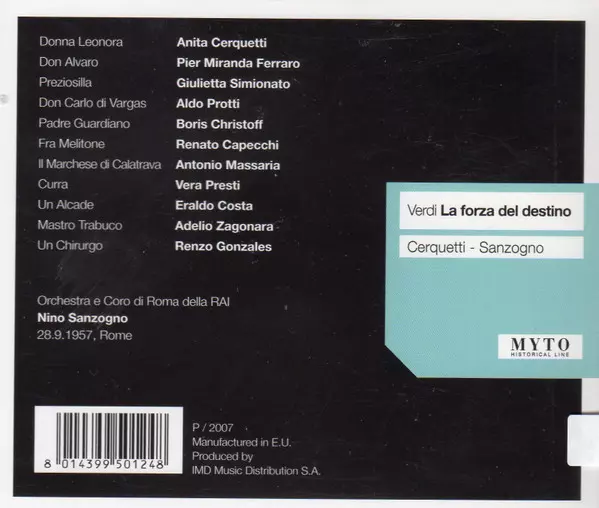 Donna Leonora Anita Cerquetti
Don Alvaro Pier Miranda Ferraro
Preziosilla Giulietta Simionato
Don Carlo di Vargas Aldo Protti
Padre Guardiano Boris Christoff
Fra Melitone Renato Capecchi
Il Marchese di Calatrava Antonio Massaria
Curra Vera Presti
Un Alcade Eraldo Costa
Mastro Trabuco Adelio Zagonara
Un Chirurgo Renzo Gonzales
Orchestra e Coro di Roma della RAI
Nino Sanzogno
28.9.1957, Rome
Verdi La forza del destino
Cerquetti - Sanzogno
MYTO
HISTORICAL LINE
P / 2007
Manufactured in E.U.
Produced by
IMD Music Distribution S.A.
8 014399 501248